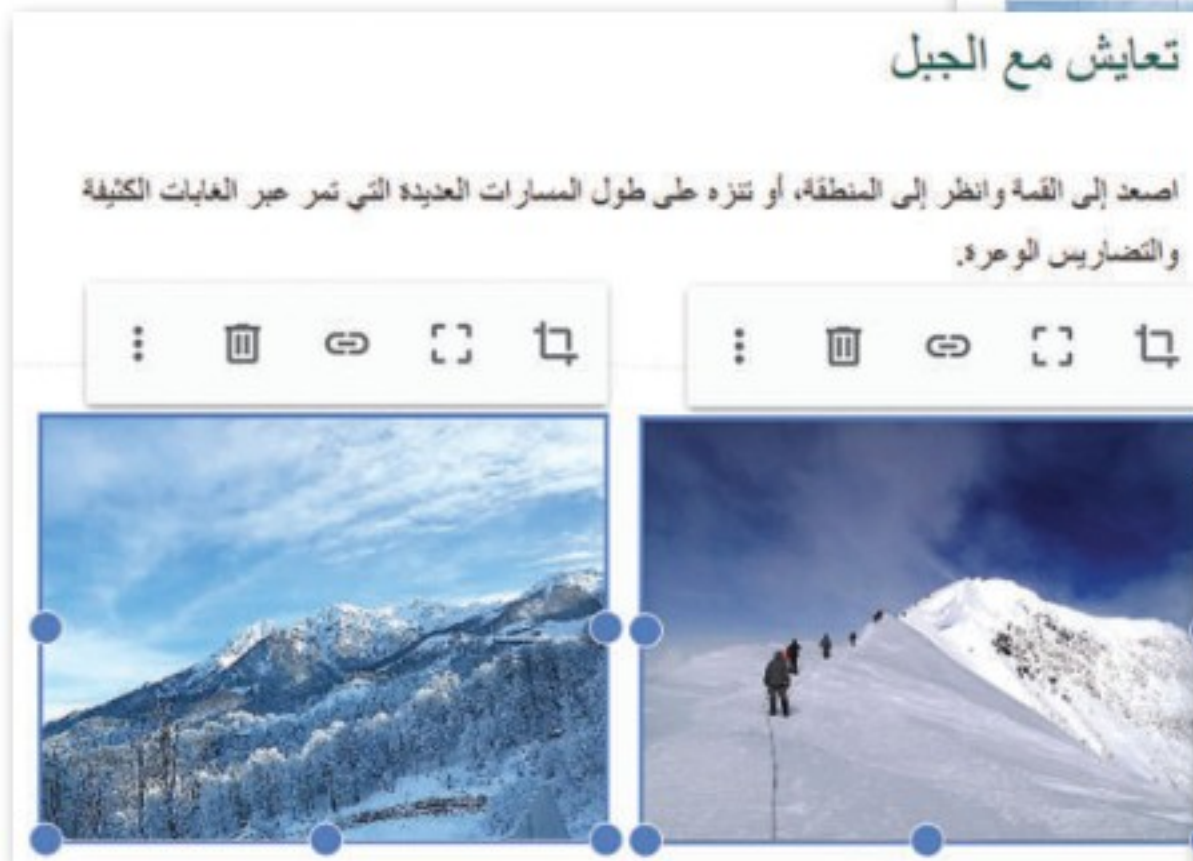 تعايش مع الجبل
اصعد إلى القمة وانظر إلى المنطقة، أو تنزه على طول المسارات العديدة التي تمر عبر الغابات الكثيفة
والتضاريس الوعرة.